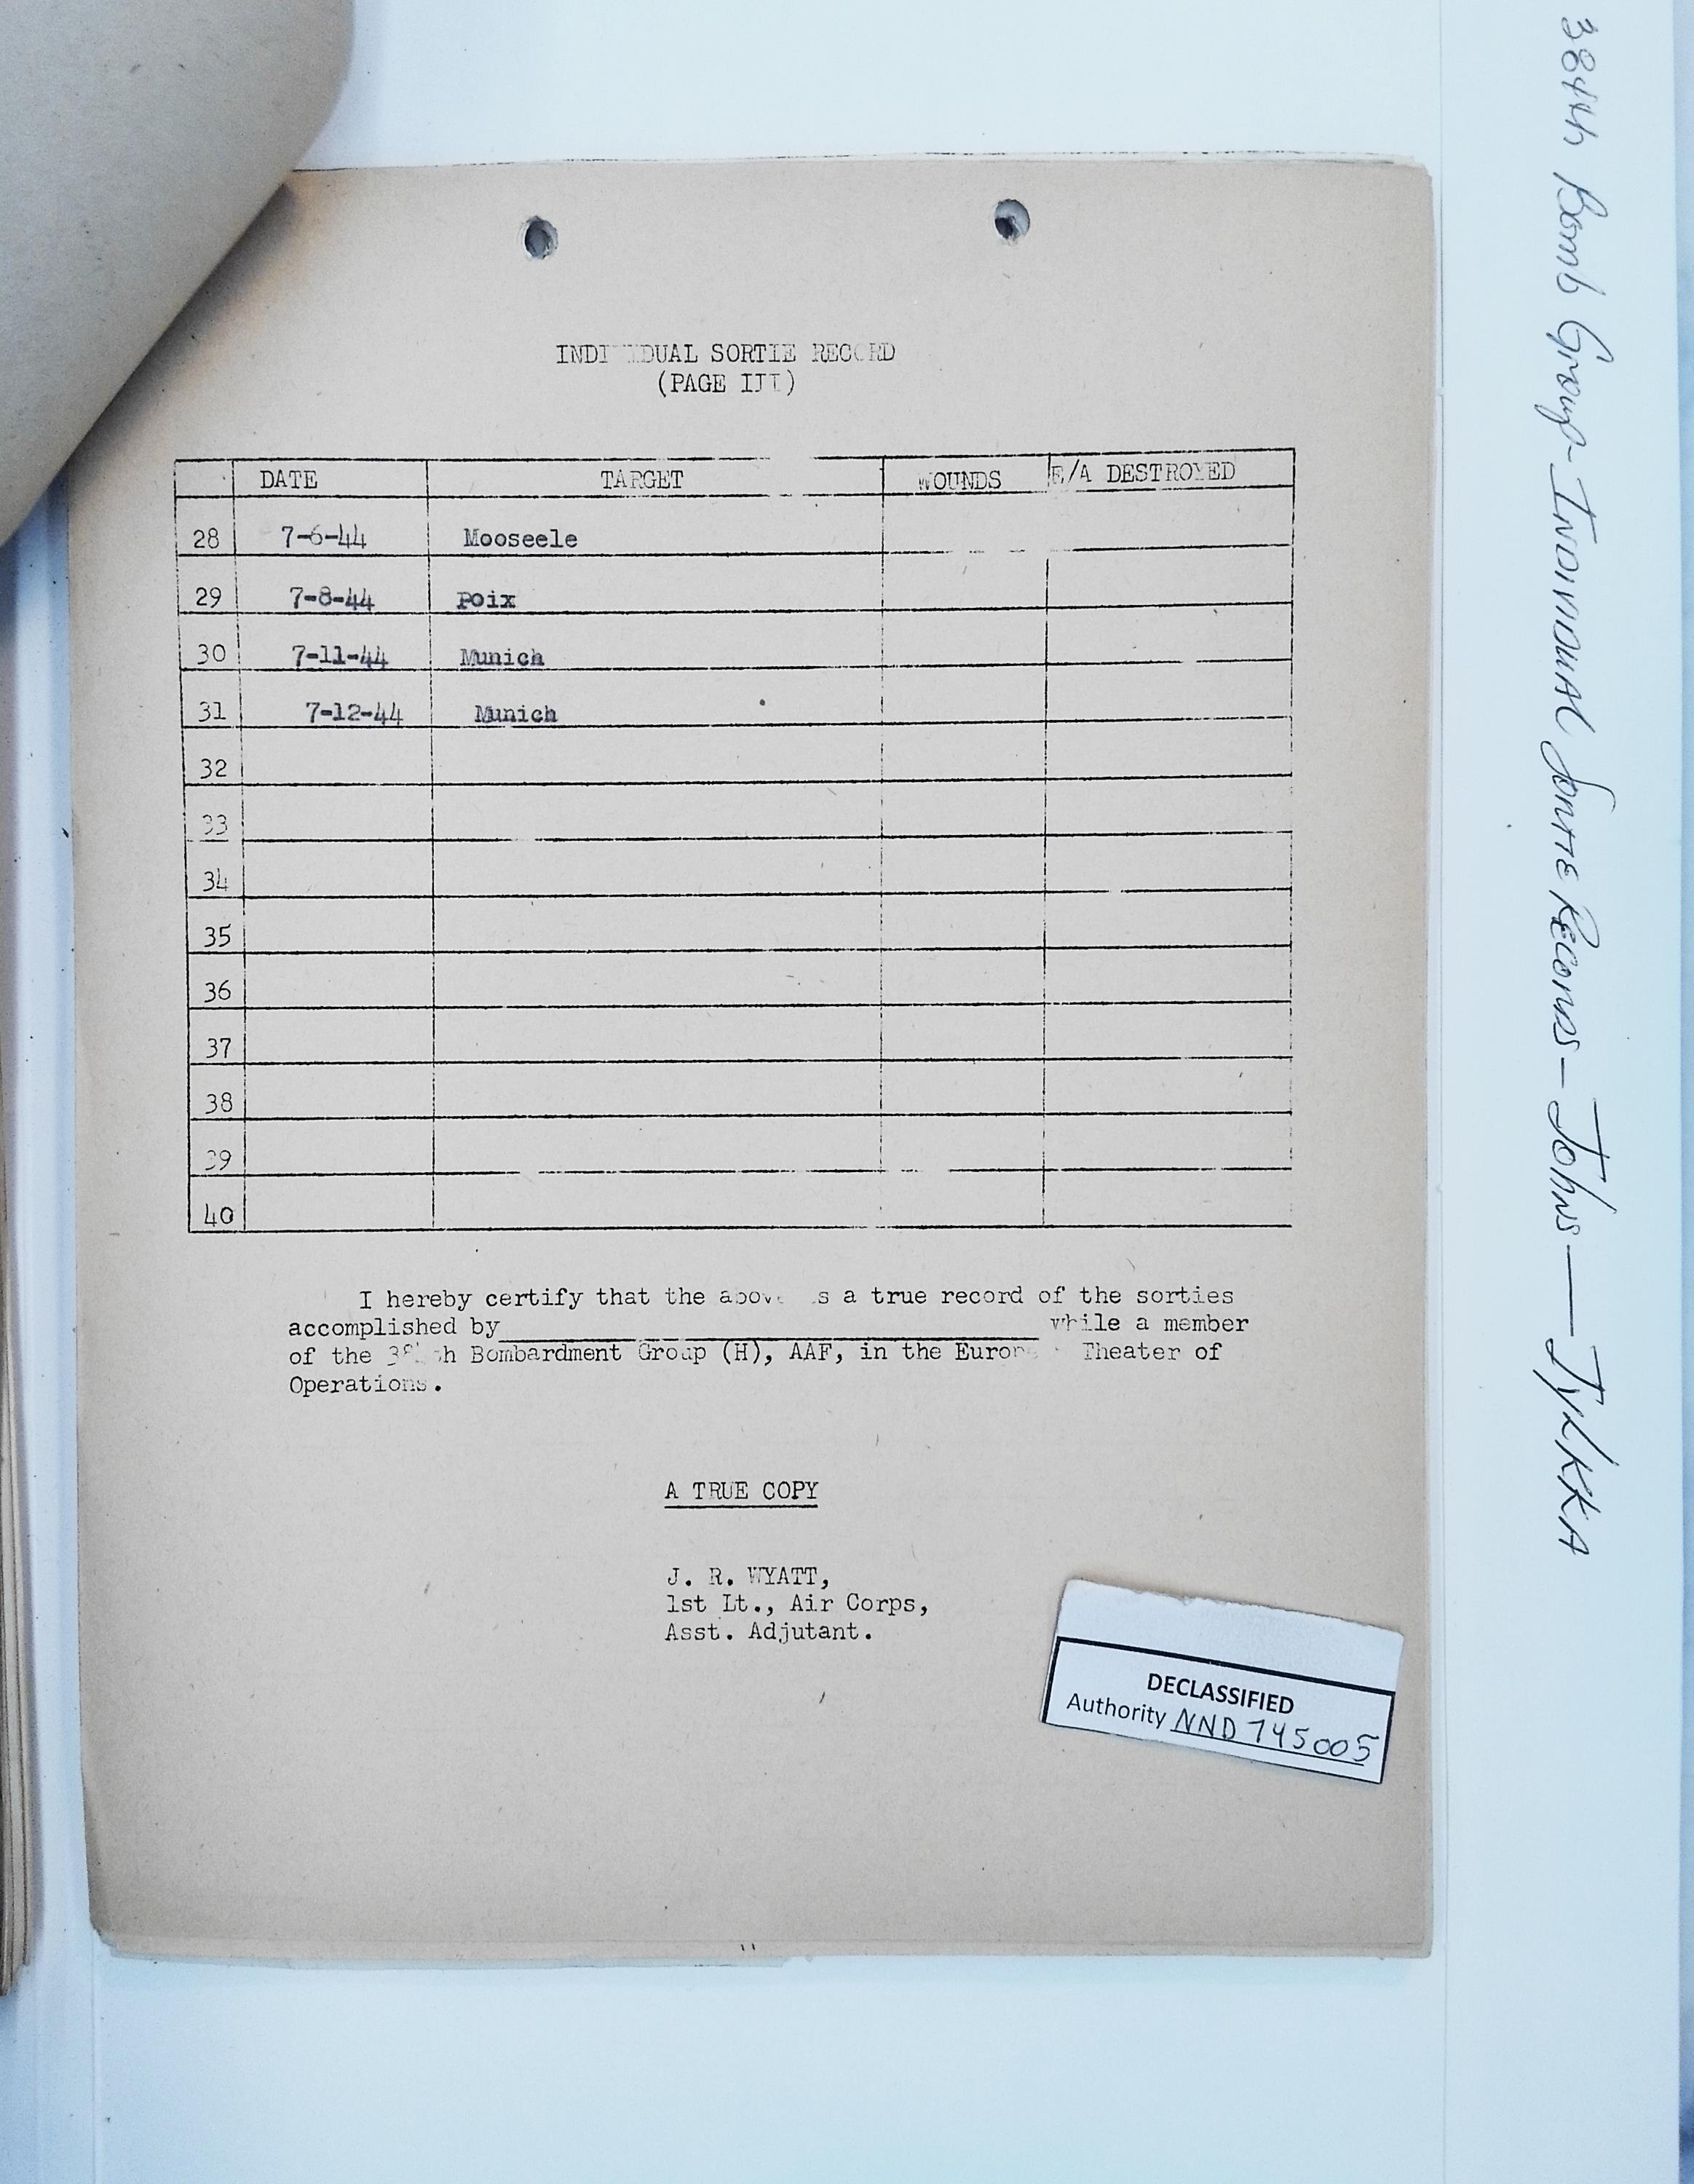 INDIVIDUAL SORTIE RECORD
(PAGE III)
DATE TARGET WOUNDS E/A DESTROYED
28 7-6-44 Mooseele
29 7-8-44 Poix
30 7-11-44 Munich
31 7-12-44 Munich
32
33
34
35
36
37
38
39
40
I hereby certify that the above is a true record of the sorties
accomplished by while a member
of the 384th Bombardment Group (H), AAF, in the European Theater of
Operations.
A TRUE COPY
J. R. WYATT,
1st Lt., Air Corps,
Asst. Adjutant.
DECLASSIFIED
Authority NND 745005
384th Bomb Group - Individual Sortie Records - Johns - Tylkka